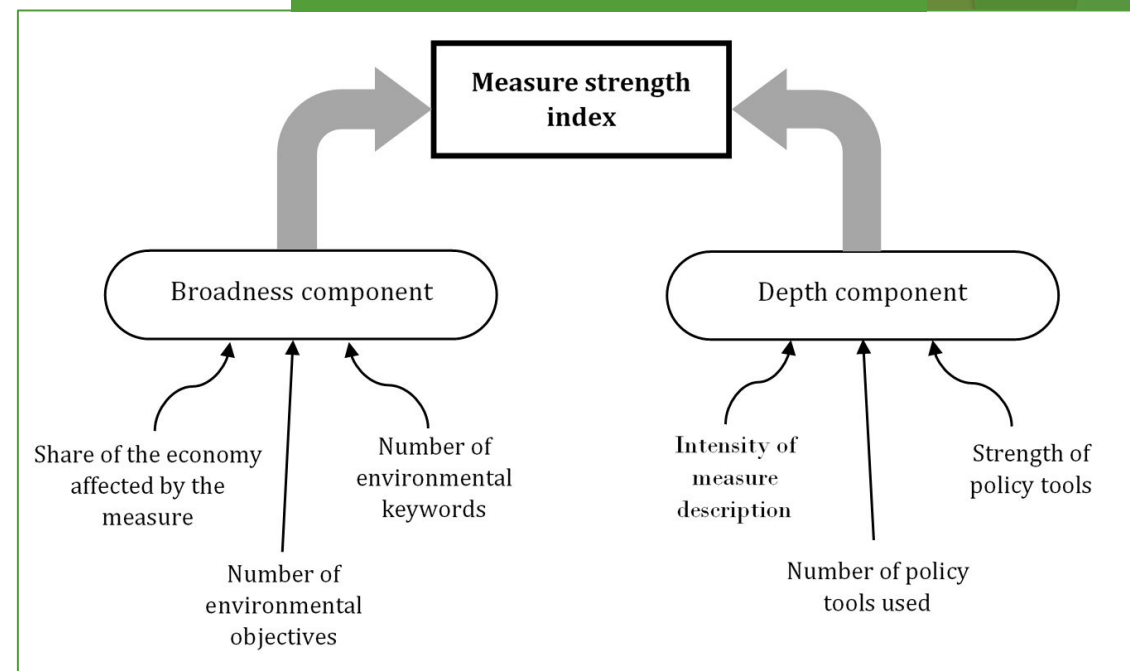 Measure strength
index
Broadness component
Depth component
Share of the economy
affected by the
measure
Number of
environmental
objectives
Number of
environmental
keywords
Intensity of
measure
description
Number of policy
tools used
Strength of
policy tools